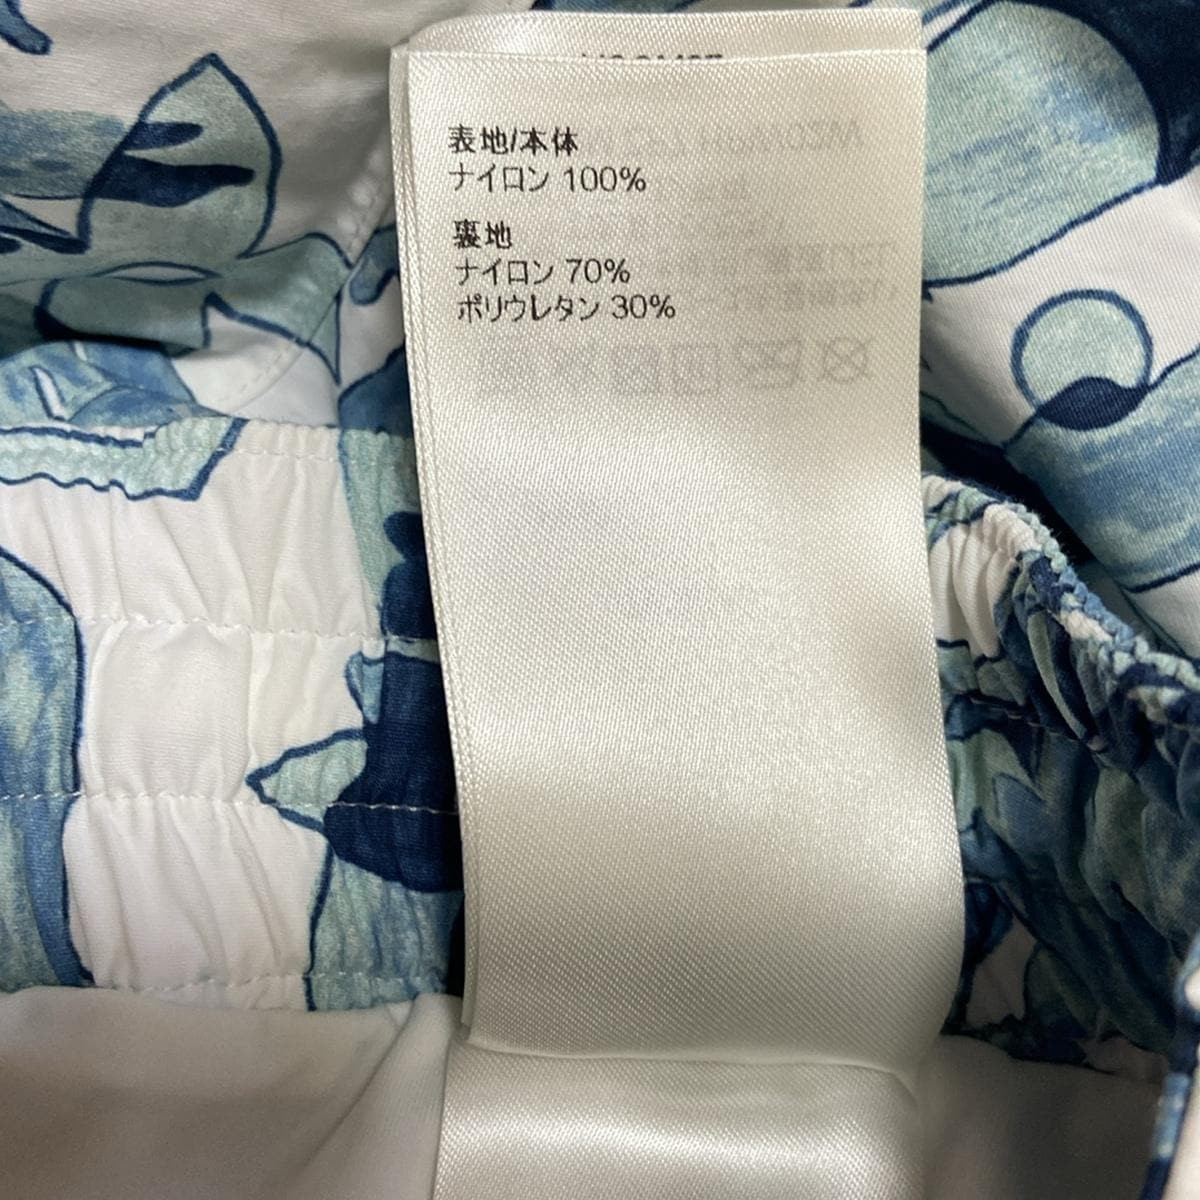 表地/本体
ナイロン 100%
裏地
ナイロン 70%
ポリウレタン 30%